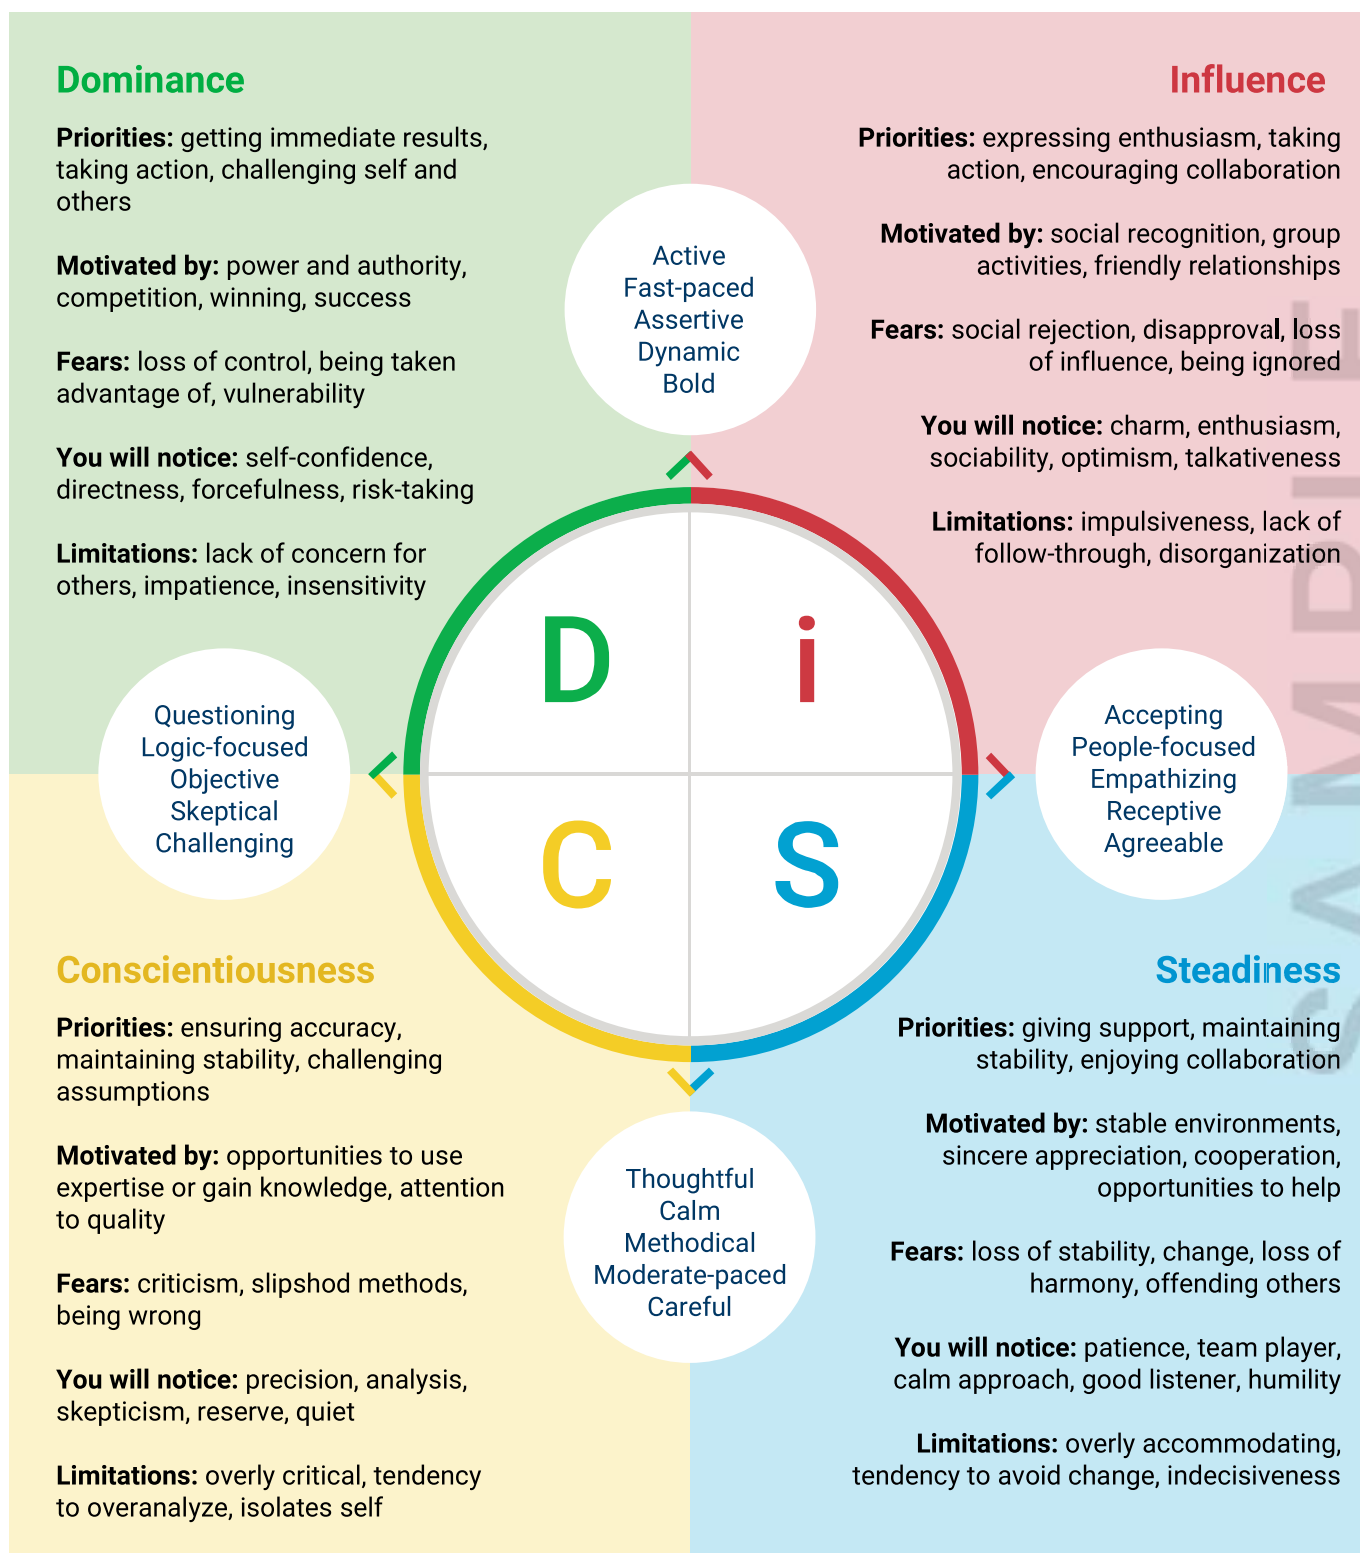 Dominance
Priorities: getting immediate results,
taking action, challenging self and
others
Motivated by: power and authority,
competition, winning, success
Fears: loss of control, being taken
advantage of, vulnerability
You will notice: self-confidence,
directness, forcefulness, risk-taking
Limitations: lack of concern for
others, impatience, insensitivity
Influence
Priorities: expressing enthusiasm, taking
action, encouraging collaboration
Motivated by: social recognition, group
activities, friendly relationships
Fears: social rejection, disapproval, loss
of influence, being ignored
You will notice: charm, enthusiasm,
sociability, optimism, talkativeness
Limitations: impulsiveness, lack of
follow-through, disorganization
Active
Fast-paced
Assertive
Dynamic
Bold
D
i
Questioning
Logic-focused
Objective
Skeptical
Challenging
Accepting
People-focused
Empathizing
Receptive
Agreeable
C
S
Conscientiousness
Priorities: ensuring accuracy,
maintaining stability, challenging
assumptions
Motivated by: opportunities to use
expertise or gain knowledge, attention
to quality
Fears: criticism, slipshod methods,
being wrong
You will notice: precision, analysis,
skepticism, reserve, quiet
Limitations: overly critical, tendency
to overanalyze, isolates self
Thoughtful
Calm
Methodical
Moderate-paced
Careful
Steadiness
Priorities: giving support, maintaining
stability, enjoying collaboration
Motivated by: stable environments,
sincere appreciation, cooperation,
opportunities to help
Fears: loss of stability, change, loss of
harmony, offending others
You will notice: patience, team player,
calm approach, good listener, humility
Limitations: overly accommodating,
tendency to avoid change, indecisiveness
SAMPLE